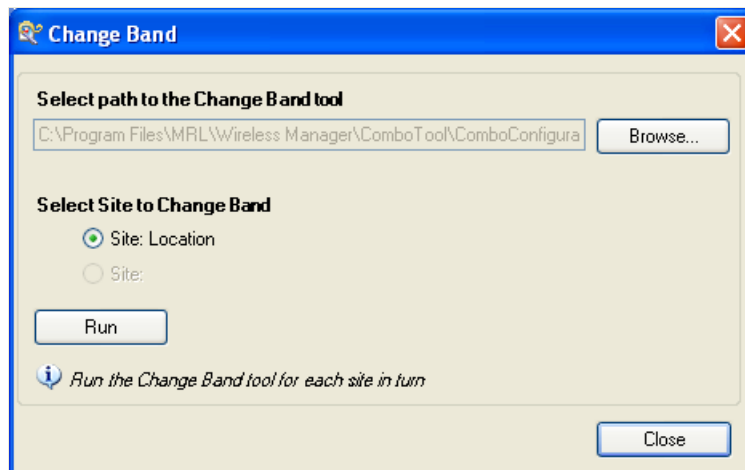 Change Band
Select path to the Change Band tool
C:\Program Files\MRL\Wireless Manager\ComboTool\ComboConfigura
Browse...
Select Site to Change Band
Site: Location
Site:
Run
Run the Change Band tool for each site in turn
Close